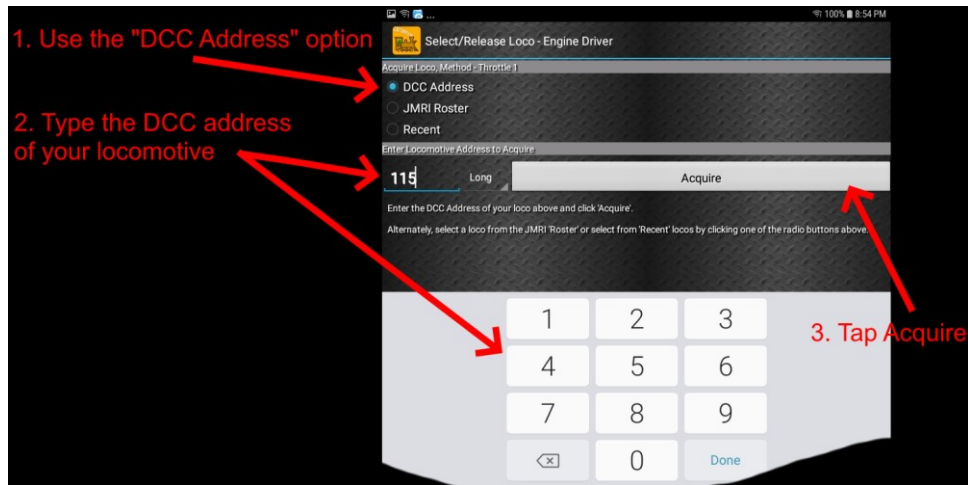 ... 100% 8:54 PM
1. Use the "DCC Address" option
Select/Release Loco - Engine Driver
Acquire Loco, Method - Throttle 1
DCC Address
JMRI Roster
Recent
2. Type the DCC address
of your locomotive
Enter Locomotive Address to Acquire
115 Long Acquire
Enter the DCC Address of your loco above and click 'Acquire'.
Alternately, select a loco from the JMRI 'Roster' or select from 'Recent' locos by clicking one of the radio buttons above.
1 2 3
3. Tap Acquire
4 5 6
7 8 9
0 Done